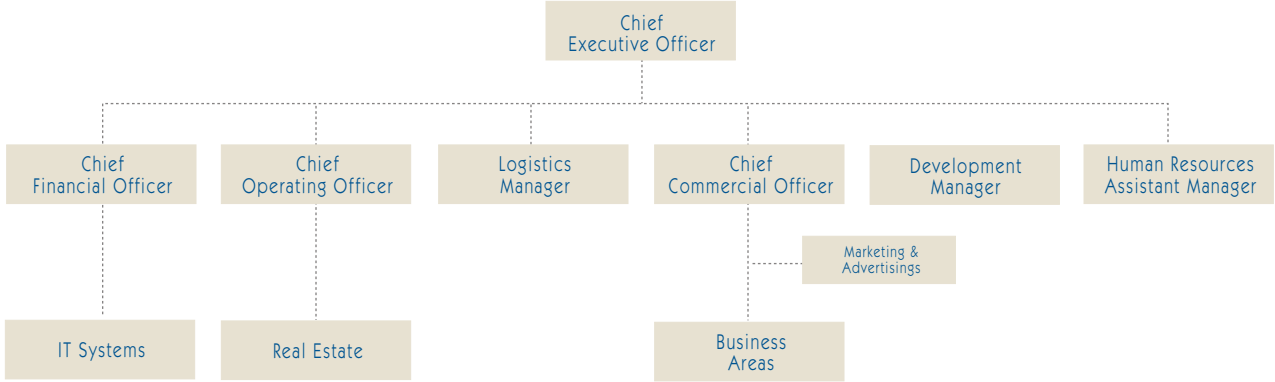 Chief
Executive Officer
Chief
Financial Officer
Chief
Operating Officer
Logistics
Manager
Chief
Commercial Officer
Development
Manager
Human Resources
Assistant Manager
Marketing &
Advertisings
IT Systems
Real Estate
Business
Areas